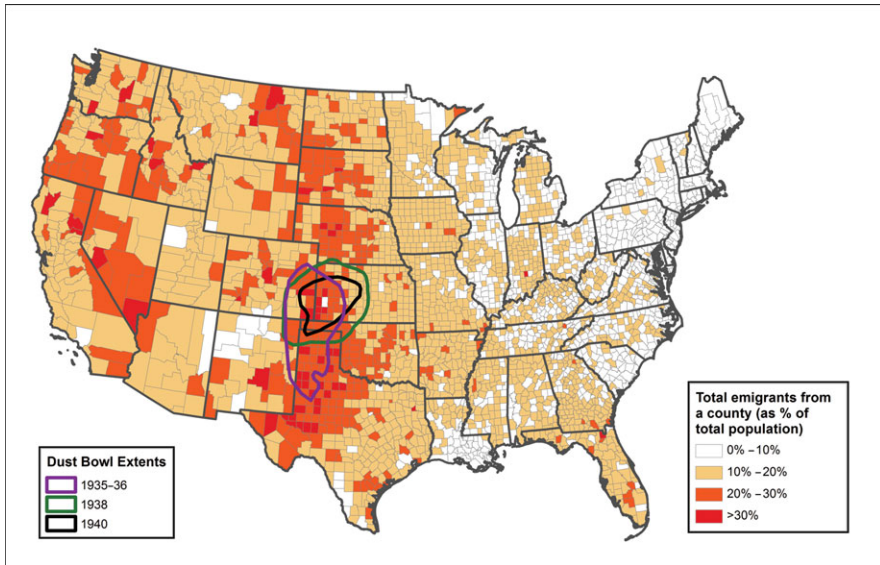 Dust Bowl Extents
1935–36
1938
1940
Total emigrants from
a county (as % of
total population)
0% –10%
10% –20%
20% –30%
>30%